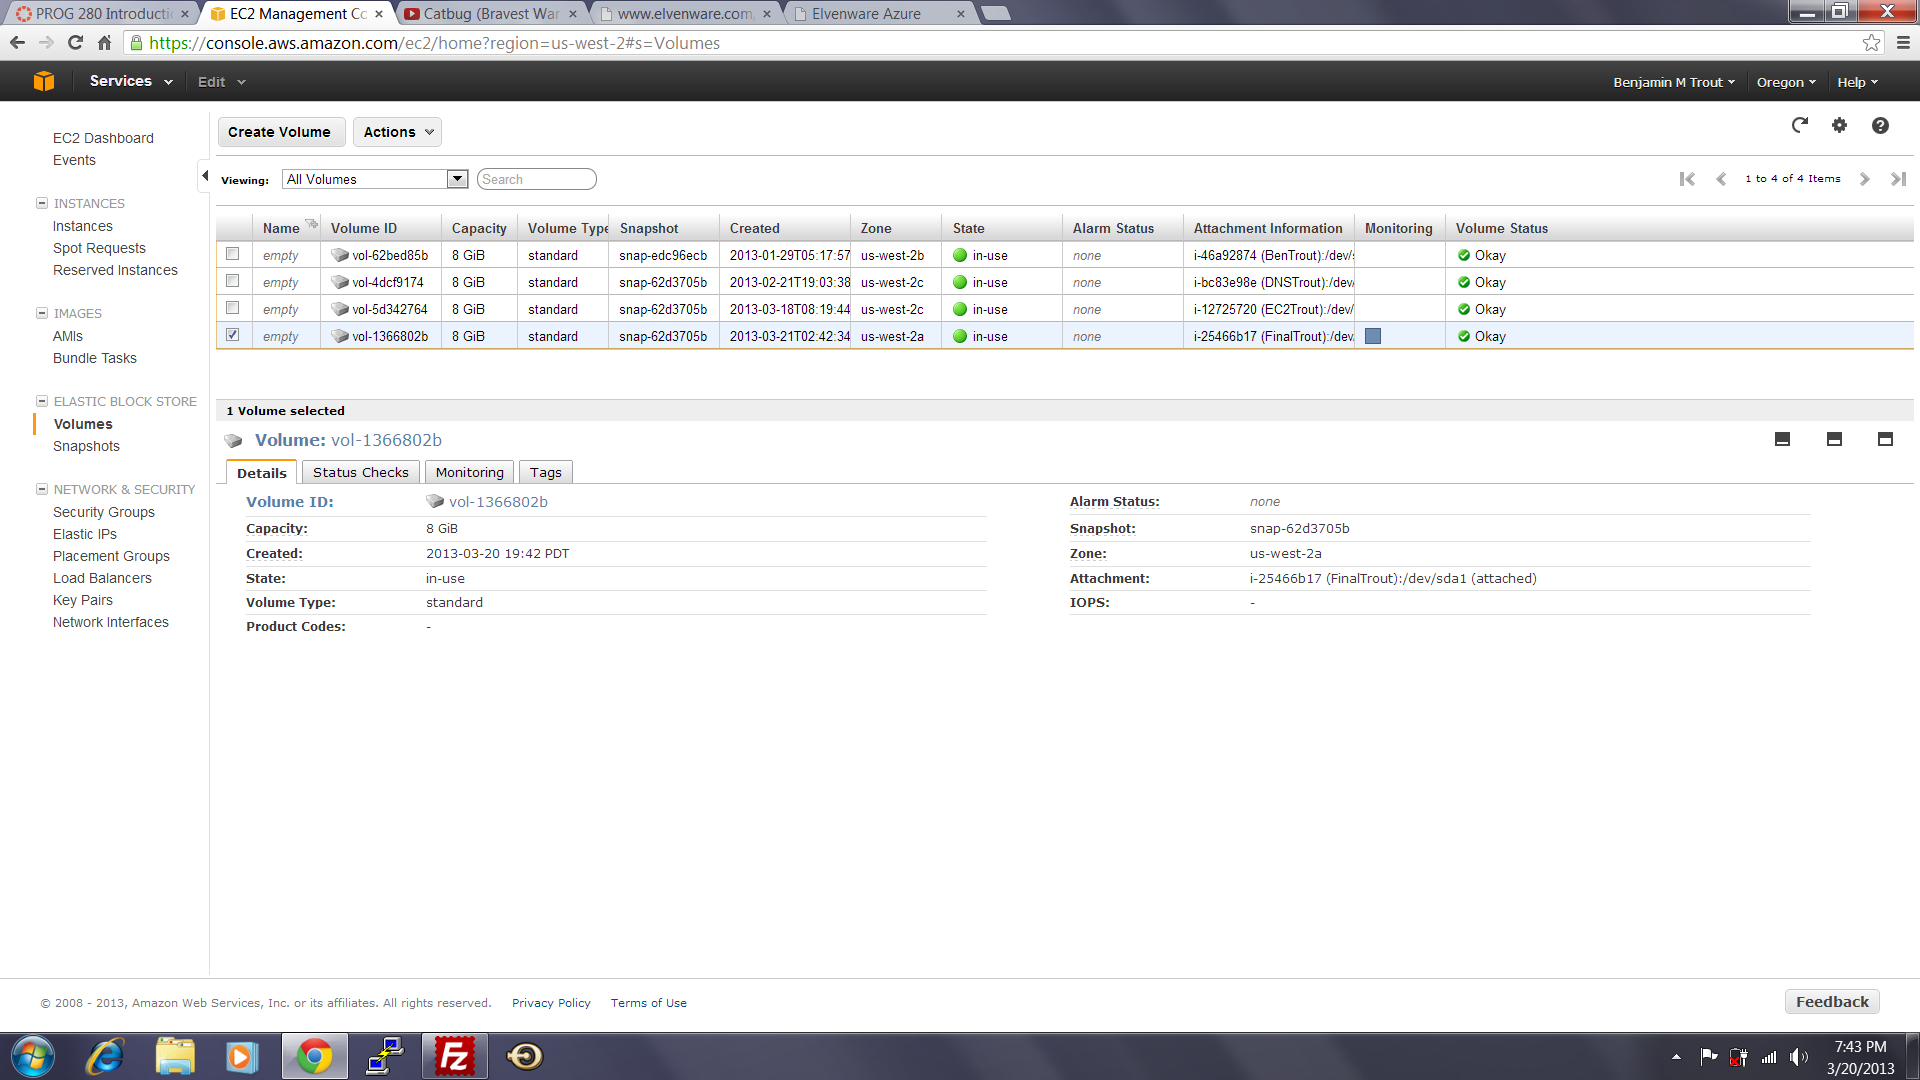 PROG 280 Introducti
EC2 Management Co
Catbug (Bravest War
www.elvenware.com
Elvenware Azure
https://console.aws.amazon.com/ec2/home?region=us-west-2#s=Volumes
Services Edit Benjamin M Trout Oregon Help
EC2 Dashboard
Events
INSTANCES
Instances
Spot Requests
Reserved Instances
IMAGES
AMIs
Bundle Tasks
ELASTIC BLOCK STORE
Volumes
Snapshots
NETWORK & SECURITY
Security Groups
Elastic IPs
Placement Groups
Load Balancers
Key Pairs
Network Interfaces
Create Volume Actions
Viewing: All Volumes Search 1 to 4 of 4 Items
Name Volume ID Capacity Volume Type Snapshot Created Zone State Alarm Status Attachment Information Monitoring Volume Status
empty vol-62bed85b 8 GiB standard snap-edc96ecb 2013-01-29T05:17:57 us-west-2b in-use none i-46a92874 (BenTrout):/dev/s Okay
empty vol-4dcf9174 8 GiB standard snap-62d3705b 2013-02-21T19:03:38 us-west-2c in-use none i-bc83e98e (DNSTrout):/dev/ Okay
empty vol-5d342764 8 GiB standard snap-62d3705b 2013-03-18T08:19:44 us-west-2c in-use none i-12725720 (EC2Trout):/dev/ Okay
empty vol-1366802b 8 GiB standard snap-62d3705b 2013-03-21T02:42:34 us-west-2a in-use none i-25466b17 (FinalTrout):/dev Okay
1 Volume selected
Volume: vol-1366802b
Details Status Checks Monitoring Tags
Volume ID: vol-1366802b Alarm Status: none
Capacity: 8 GiB Snapshot: snap-62d3705b
Created: 2013-03-20 19:42 PDT Zone: us-west-2a
State: in-use Attachment: i-25466b17 (FinalTrout):/dev/sda1 (attached)
Volume Type: standard IOPS: -
Product Codes: -
© 2008 - 2013, Amazon Web Services, Inc. or its affiliates. All rights reserved. Privacy Policy Terms of Use Feedback
Fz
7:43 PM
3/20/2013